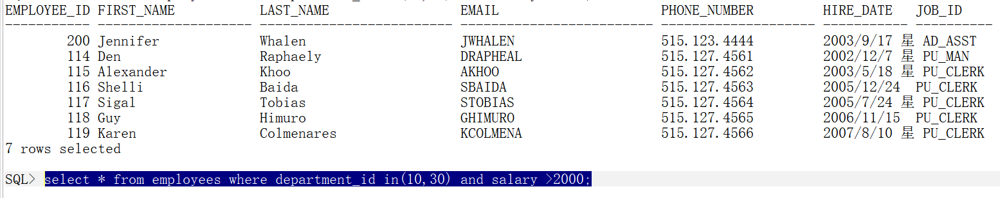 EMPLOYEE_ID FIRST_NAME LAST_NAME EMAIL PHONE_NUMBER HIRE_DATE JOB_ID
----------- -------------------- ------------------------- ------------------------- -------------------- ----------- ----------
200 Jennifer Whalen JWHALEN 515.123.4444 2003/9/17 星 AD_ASST
114 Den Raphaely DRAPHEAL 515.127.4561 2002/12/7 星 PU_MAN
115 Alexander Khoo AKHOO 515.127.4562 2003/5/18 星 PU_CLERK
116 Shelli Baida SBAIDA 515.127.4563 2005/12/24 PU_CLERK
117 Sigal Tobias STOBIAS 515.127.4564 2005/7/24 星 PU_CLERK
118 Guy Himuro GHIMURO 515.127.4565 2006/11/15 PU_CLERK
119 Karen Colmenares KCOLMENA 515.127.4566 2007/8/10 星 PU_CLERK
7 rows selected
SQL> select * from employees where department_id in(10,30) and salary >2000;